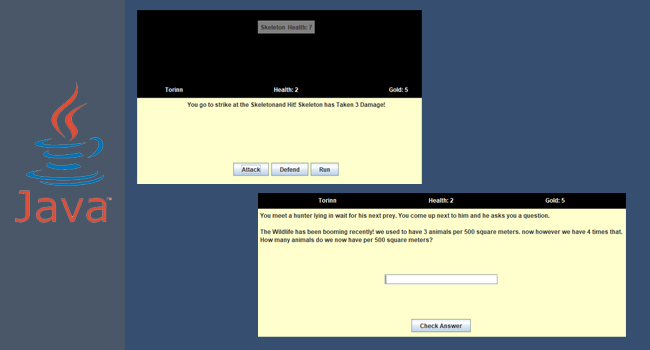 Skeleton Health: 7
Torinn Health: 2 Gold: 5
You go to strike at the Skeletonand Hit! Skeleton has Taken 3 Damage!
Attack Defend Run
Java™
Torinn Health: 2 Gold: 5
You meet a hunter lying in wait for his next prey. You come up next to him and he asks you a question.
The Wildlife has been booming recently! we used to have 3 animals per 500 square meters. now however we have 4 times that.
How many animals do we now have per 500 square meters?
Check Answer